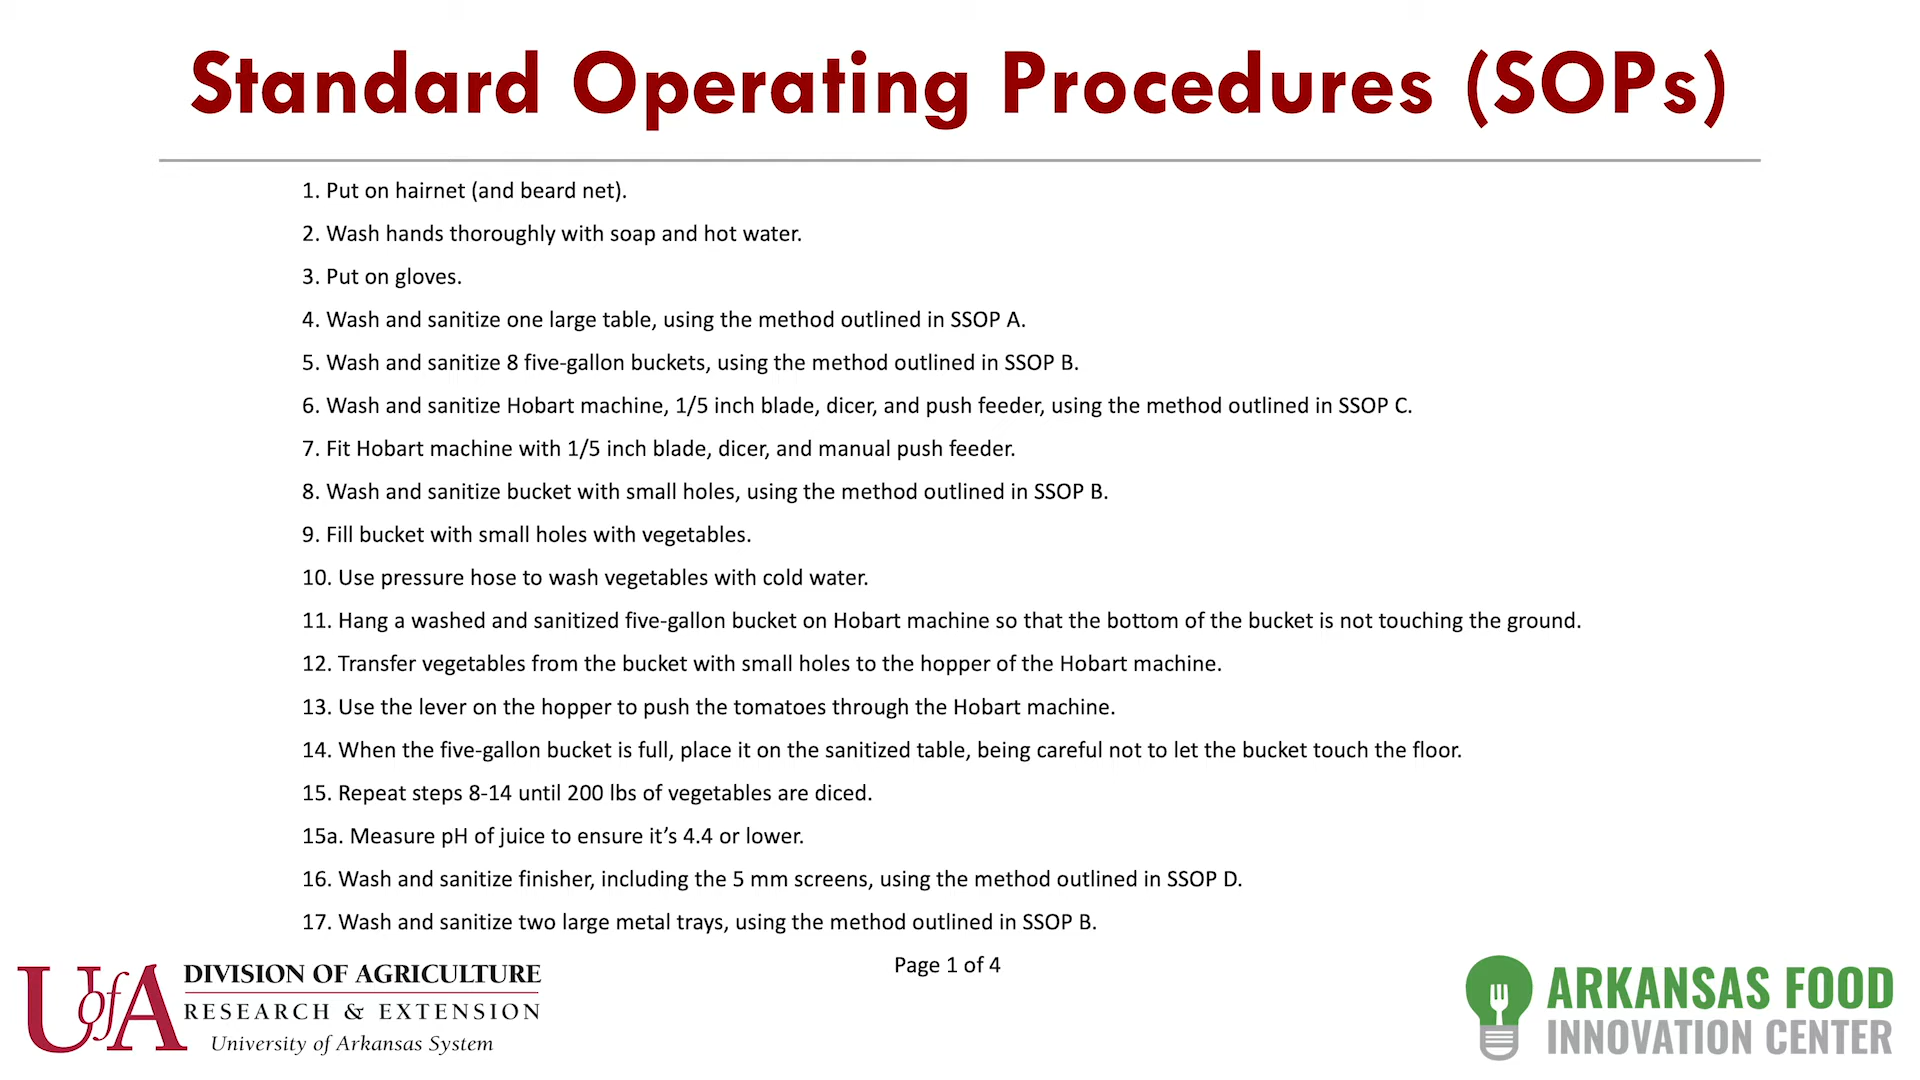 Standard Operating Procedures (SOPs)
1. Put on hairnet (and beard net).
2. Wash hands thoroughly with soap and hot water.
3. Put on gloves.
4. Wash and sanitize one large table, using the method outlined in SSOP A.
5. Wash and sanitize 8 five-gallon buckets, using the method outlined in SSOP B.
6. Wash and sanitize Hobart machine, 1/5 inch blade, dicer, and push feeder, using the method outlined in SSOP C.
7. Fit Hobart machine with 1/5 inch blade, dicer, and manual push feeder.
8. Wash and sanitize bucket with small holes, using the method outlined in SSOP B.
9. Fill bucket with small holes with vegetables.
10. Use pressure hose to wash vegetables with cold water.
11. Hang a washed and sanitized five-gallon bucket on Hobart machine so that the bottom of the bucket is not touching the ground.
12. Transfer vegetables from the bucket with small holes to the hopper of the Hobart machine.
13. Use the lever on the hopper to push the tomatoes through the Hobart machine.
14. When the five-gallon bucket is full, place it on the sanitized table, being careful not to let the bucket touch the floor.
15. Repeat steps 8-14 until 200 lbs of vegetables are diced.
15a. Measure pH of juice to ensure it's 4.4 or lower.
16. Wash and sanitize finisher, including the 5 mm screens, using the method outlined in SSOP D.
17. Wash and sanitize two large metal trays, using the method outlined in SSOP B.
Page 1 of 4
UofA
DIVISION OF AGRICULTURE
RESEARCH & EXTENSION
University of Arkansas System
ARKANSAS FOOD
INNOVATION CENTER